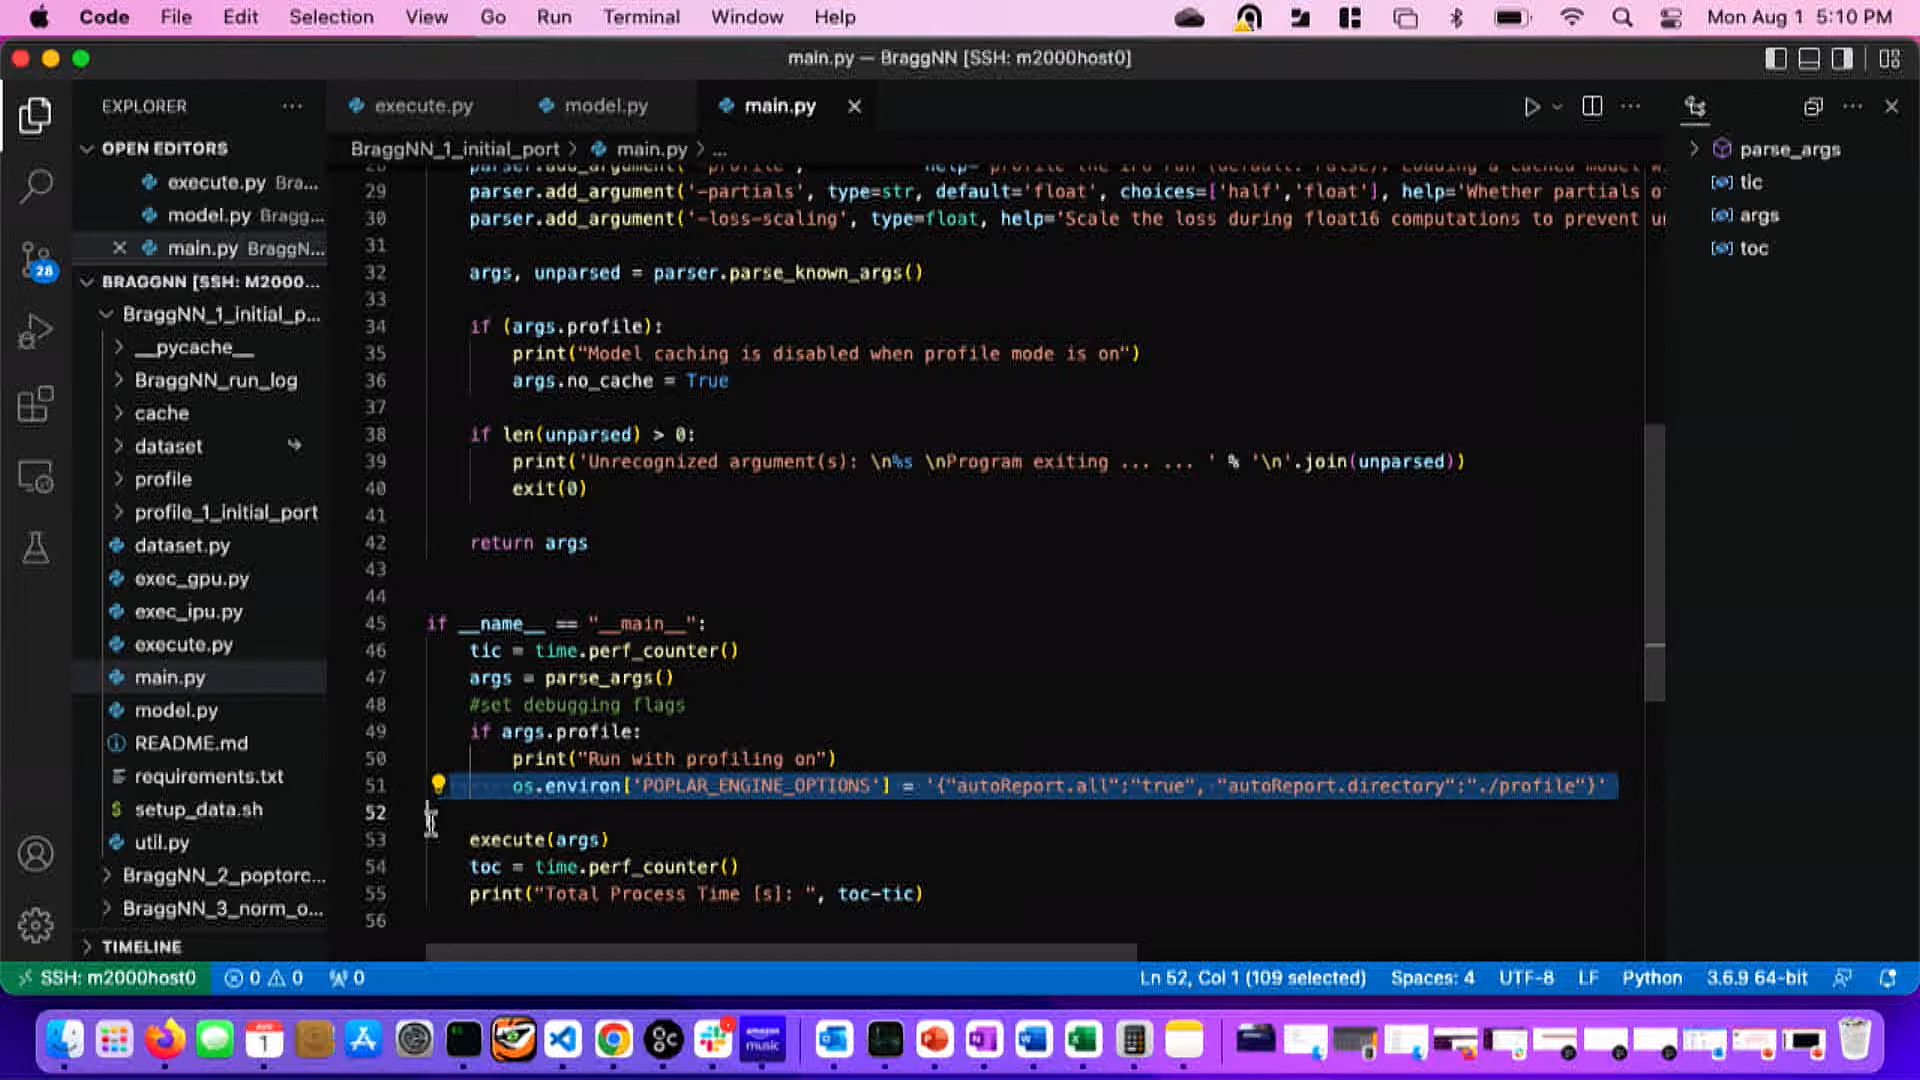 Code File Edit Selection View Go Run Terminal Window Help Mon Aug 1 5:10 PM
main.py — BraggNN [SSH: m2000host0]
EXPLORER
OPEN EDITORS
execute.py Bra...
model.py Bragg...
main.py BraggN...
BRAGGNN [SSH: M2000...
BraggNN_1_initial_p...
__pycache__
BraggNN_run_log
cache
dataset
profile
profile_1_initial_port
dataset.py
exec_gpu.py
exec_ipu.py
execute.py
main.py
model.py
README.md
requirements.txt
setup_data.sh
util.py
BraggNN_2_poptorc...
BraggNN_3_norm_o...
TIMELINE
28
execute.py model.py main.py
BraggNN_1_initial_port > main.py > ...
29 parser.add_argument('-partials', type=str, default='float', choices=['half','float'], help='Whether partials o
30 parser.add_argument('-loss-scaling', type=float, help='Scale the loss during float16 computations to prevent u
31
32 args, unparsed = parser.parse_known_args()
33
34 if (args.profile):
35 print("Model caching is disabled when profile mode is on")
36 args.no_cache = True
37
38 if len(unparsed) > 0:
39 print('Unrecognized argument(s): \n%s \nProgram exiting ... ... ' % '\n'.join(unparsed))
40 exit(0)
41
42 return args
43
44
45 if __name__ == "__main__":
46 tic = time.perf_counter()
47 args = parse_args()
48 #set debugging flags
49 if args.profile:
50 print("Run with profiling on")
51 os.environ['POPLAR_ENGINE_OPTIONS'] = '{"autoReport.all":"true", "autoReport.directory":"./profile"}'
52
53 execute(args)
54 toc = time.perf_counter()
55 print("Total Process Time [s]: ", toc-tic)
56
parse_args
tic
args
toc
SSH: m2000host0 0 0 0 Ln 52, Col 1 (109 selected) Spaces: 4 UTF-8 LF Python 3.6.9 64-bit
AUG
1
amazon music